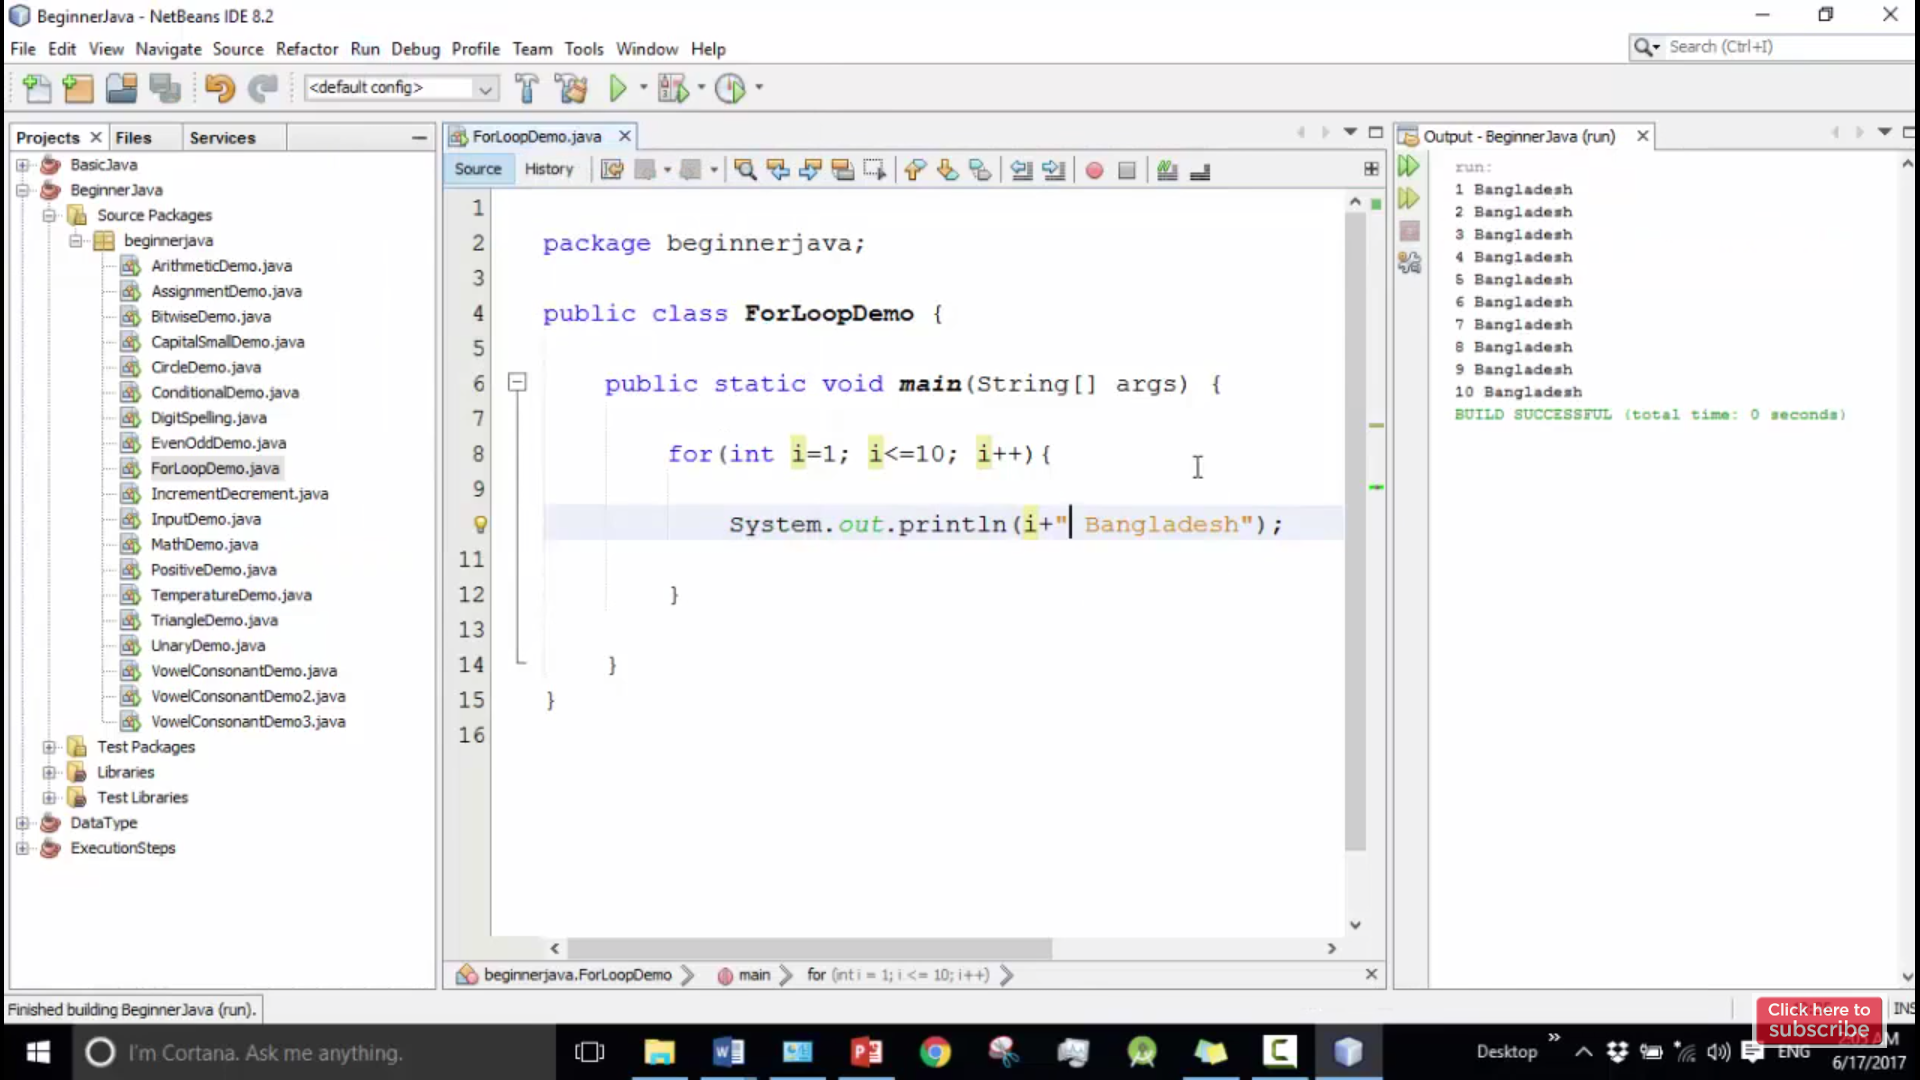 BeginnerJava - NetBeans IDE 8.2
File Edit View Navigate Source Refactor Run Debug Profile Team Tools Window Help
Search (Ctrl+I)
<default config>
Projects Files Services
BasicJava
BeginnerJava
Source Packages
beginnerjava
ArithmeticDemo.java
AssignmentDemo.java
BitwiseDemo.java
CapitalSmallDemo.java
CircleDemo.java
ConditionalDemo.java
DigitSpelling.java
EvenOddDemo.java
ForLoopDemo.java
IncrementDecrement.java
InputDemo.java
MathDemo.java
PositiveDemo.java
TemperatureDemo.java
TriangleDemo.java
UnaryDemo.java
VowelConsonantDemo.java
VowelConsonantDemo2.java
VowelConsonantDemo3.java
Test Packages
Libraries
Test Libraries
DataType
ExecutionSteps
ForLoopDemo.java
Source History
1
2 package beginnerjava;
3
4 public class ForLoopDemo {
5
6 public static void main(String[] args) {
7
8 for(int i=1; i<=10; i++){
9
System.out.println(i+" Bangladesh");
11
12 }
13
14 }
15 }
16
beginnerjava.ForLoopDemo main for (int i = 1; i <= 10; i++)
Output - BeginnerJava (run)
run:
1 Bangladesh
2 Bangladesh
3 Bangladesh
4 Bangladesh
5 Bangladesh
6 Bangladesh
7 Bangladesh
8 Bangladesh
9 Bangladesh
10 Bangladesh
BUILD SUCCESSFUL (total time: 0 seconds)
Finished building BeginnerJava (run).
INS
Click here to
subscribe
I'm Cortana. Ask me anything.
Desktop
ENG
6/17/2017